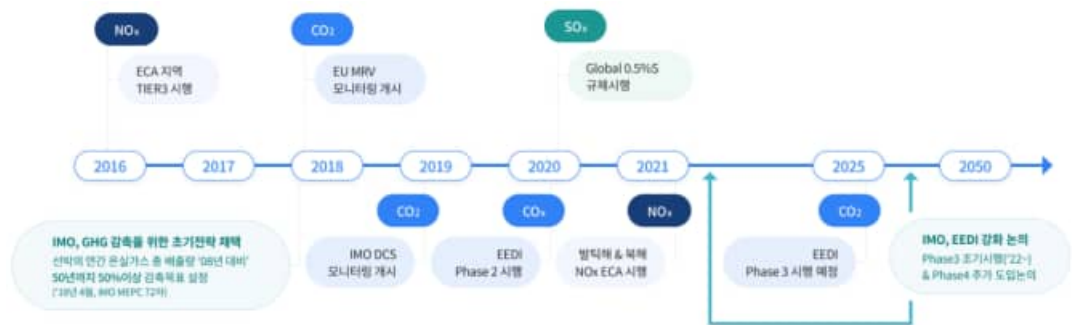 NOₓ
CO₂
SOₓ
ECA 지역
TIER3 시행
EU MRV
모니터링 개시
Global 0.5%S
규제시행
2016
2017
2018
2019
2020
2021
2025
2050
CO₂
COₓ
NOₓ
CO₂
IMO, GHG 감축을 위한 초기전략 채택
선박의 연간 온실가스 총 배출량 '08년 대비'
50년까지 50%이상 감축목표 설정
('18년 4월, IMO MEPC 72차)
IMO DCS
모니터링 개시
EEDI
Phase 2 시행
발틱해 & 북해
NOx ECA 시행
EEDI
Phase 3 시행 예정
IMO, EEDI 강화 논의
Phase3 조기시행('22~)
& Phase4 추가 도입논의